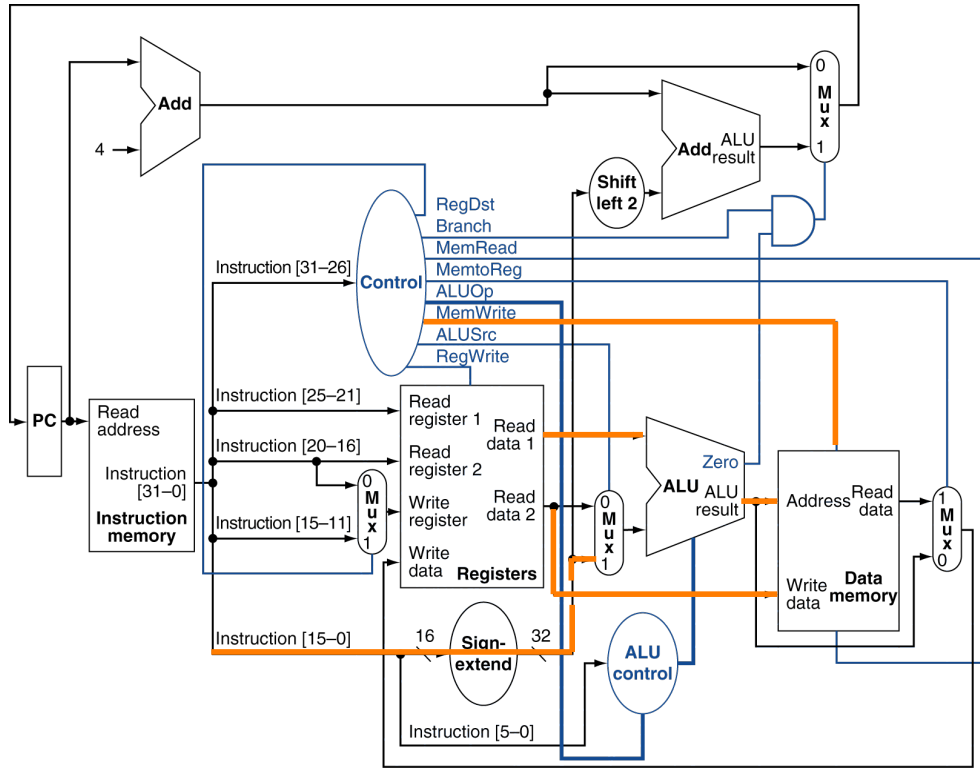 0
M
u
x
1
Add
4
Add
ALU
result
Shift
left 2
RegDst
Branch
MemRead
MemtoReg
ALUOp
MemWrite
ALUSrc
RegWrite
Control
Instruction [31–26]
Instruction [25–21]
Instruction [20–16]
Instruction [15–11]
Instruction [15–0]
Instruction [5–0]
PC
Read
address
Instruction
[31–0]
Instruction
memory
0
M
u
x
1
Read
register 1
Read
register 2
Write
register
Write
data
Read
data 1
Read
data 2
Registers
0
M
u
x
1
Zero
ALU
ALU
result
Address
Read
data
Write
data
Data
memory
1
M
u
x
0
16
Sign-
extend
32
ALU
control